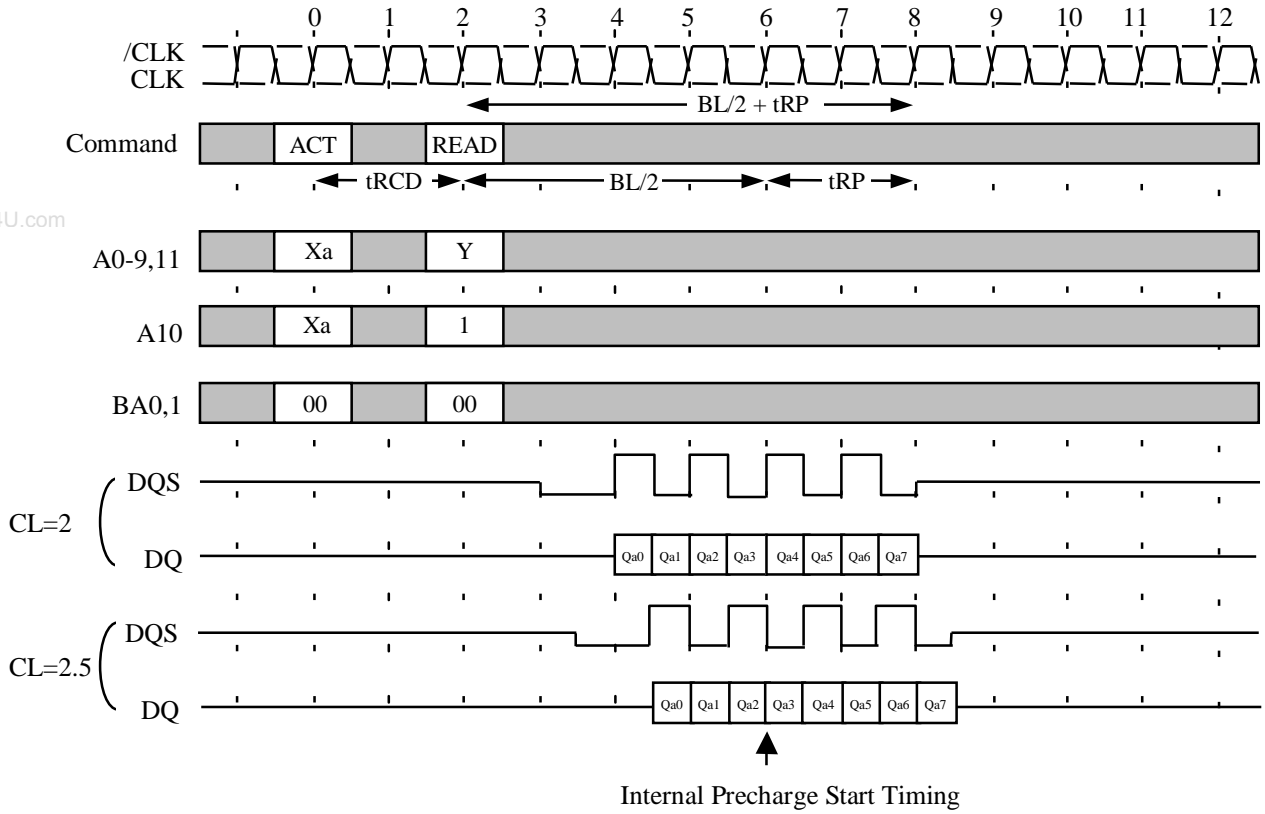 0 1 2 3 4 5 6 7 8 9 10 11 12
/CLK
CLK
BL/2 + tRP
Command ACT READ
tRCD BL/2 tRP
4U.com
A0-9,11 Xa Y
A10 Xa 1
BA0,1 00 00
DQS
CL=2
DQ Qa0 Qa1 Qa2 Qa3 Qa4 Qa5 Qa6 Qa7
DQS
CL=2.5
DQ Qa0 Qa1 Qa2 Qa3 Qa4 Qa5 Qa6 Qa7
Internal Precharge Start Timing